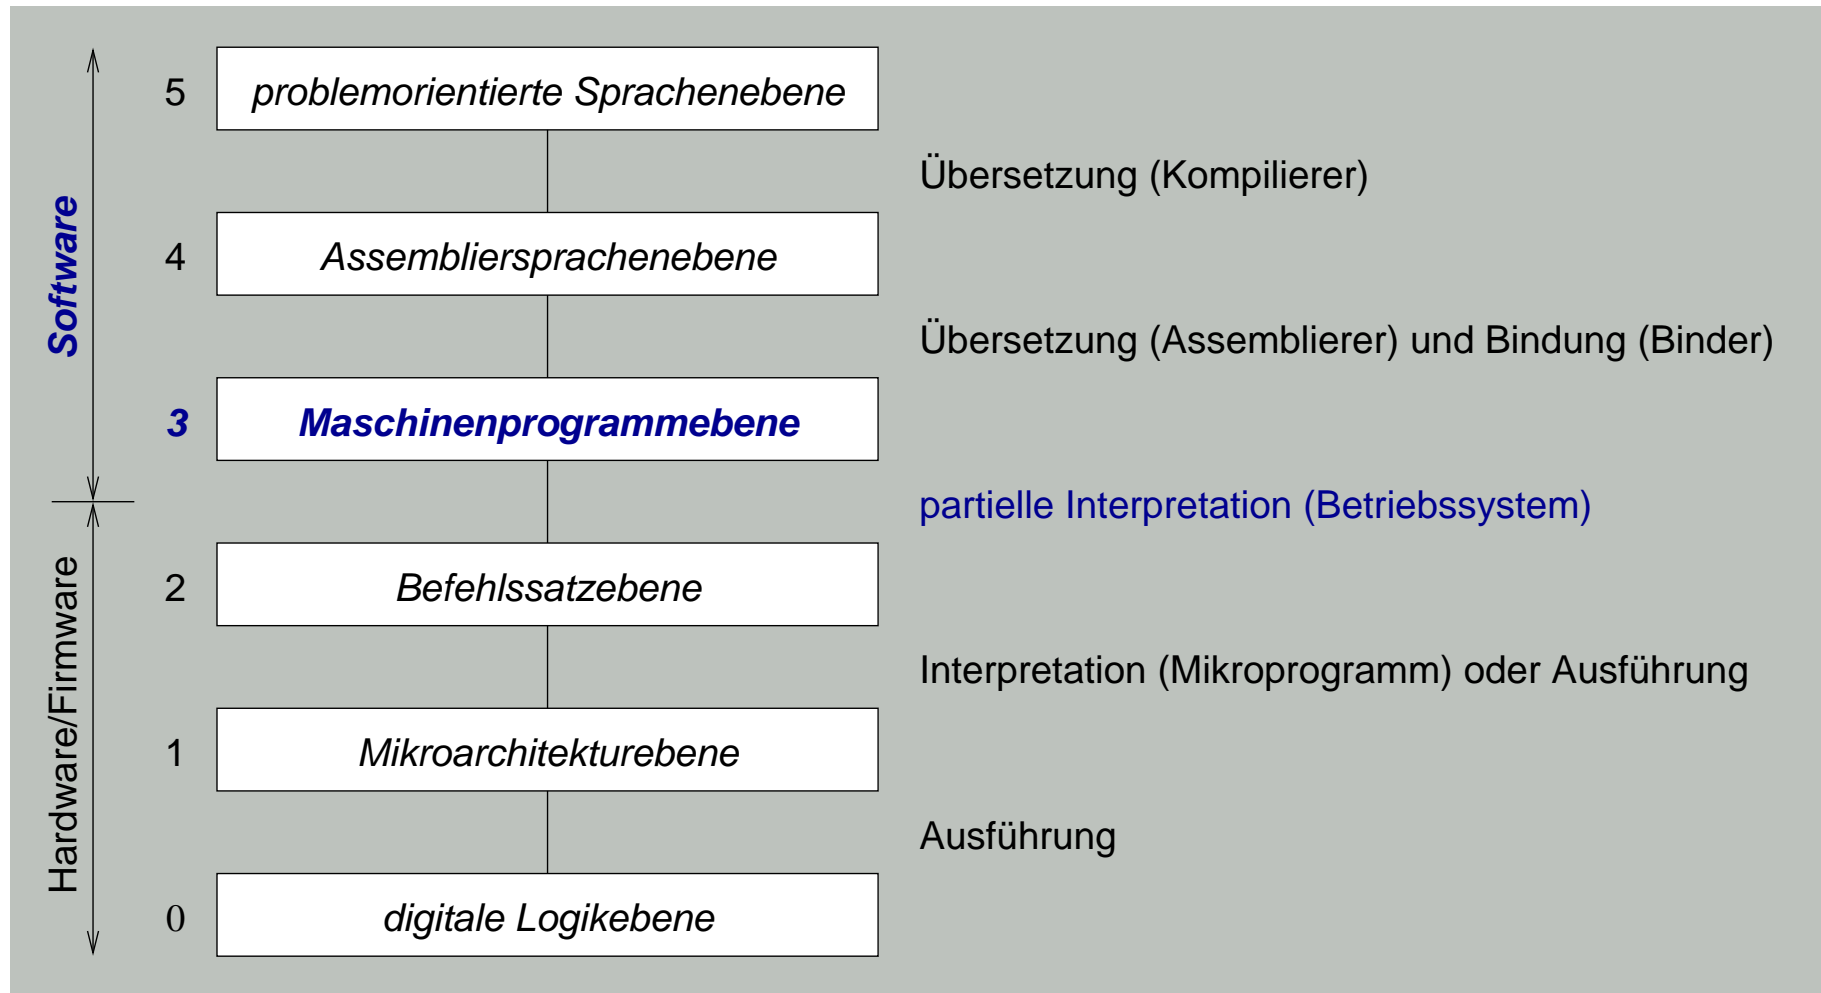 5 problemorientierte Sprachenebene
Übersetzung (Kompilierer)
4 Assembliersprachenebene
Übersetzung (Assemblierer) und Bindung (Binder)
3 Maschinenprogrammebene
partielle Interpretation (Betriebssystem)
2 Befehlssatzebene
Interpretation (Mikroprogramm) oder Ausführung
1 Mikroarchitekturebene
Ausführung
0 digitale Logikebene
Software
Hardware/Firmware